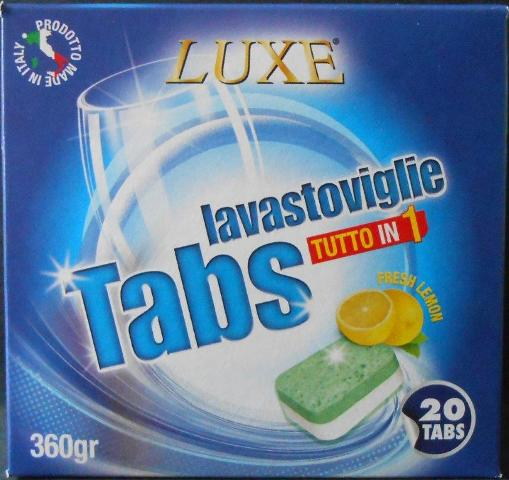 PRODOTTO MADE IN ITALY
LUXE®
lavastoviglie
Tabs
TUTTO IN 1
FRESH LEMON
20
TABS
360gr